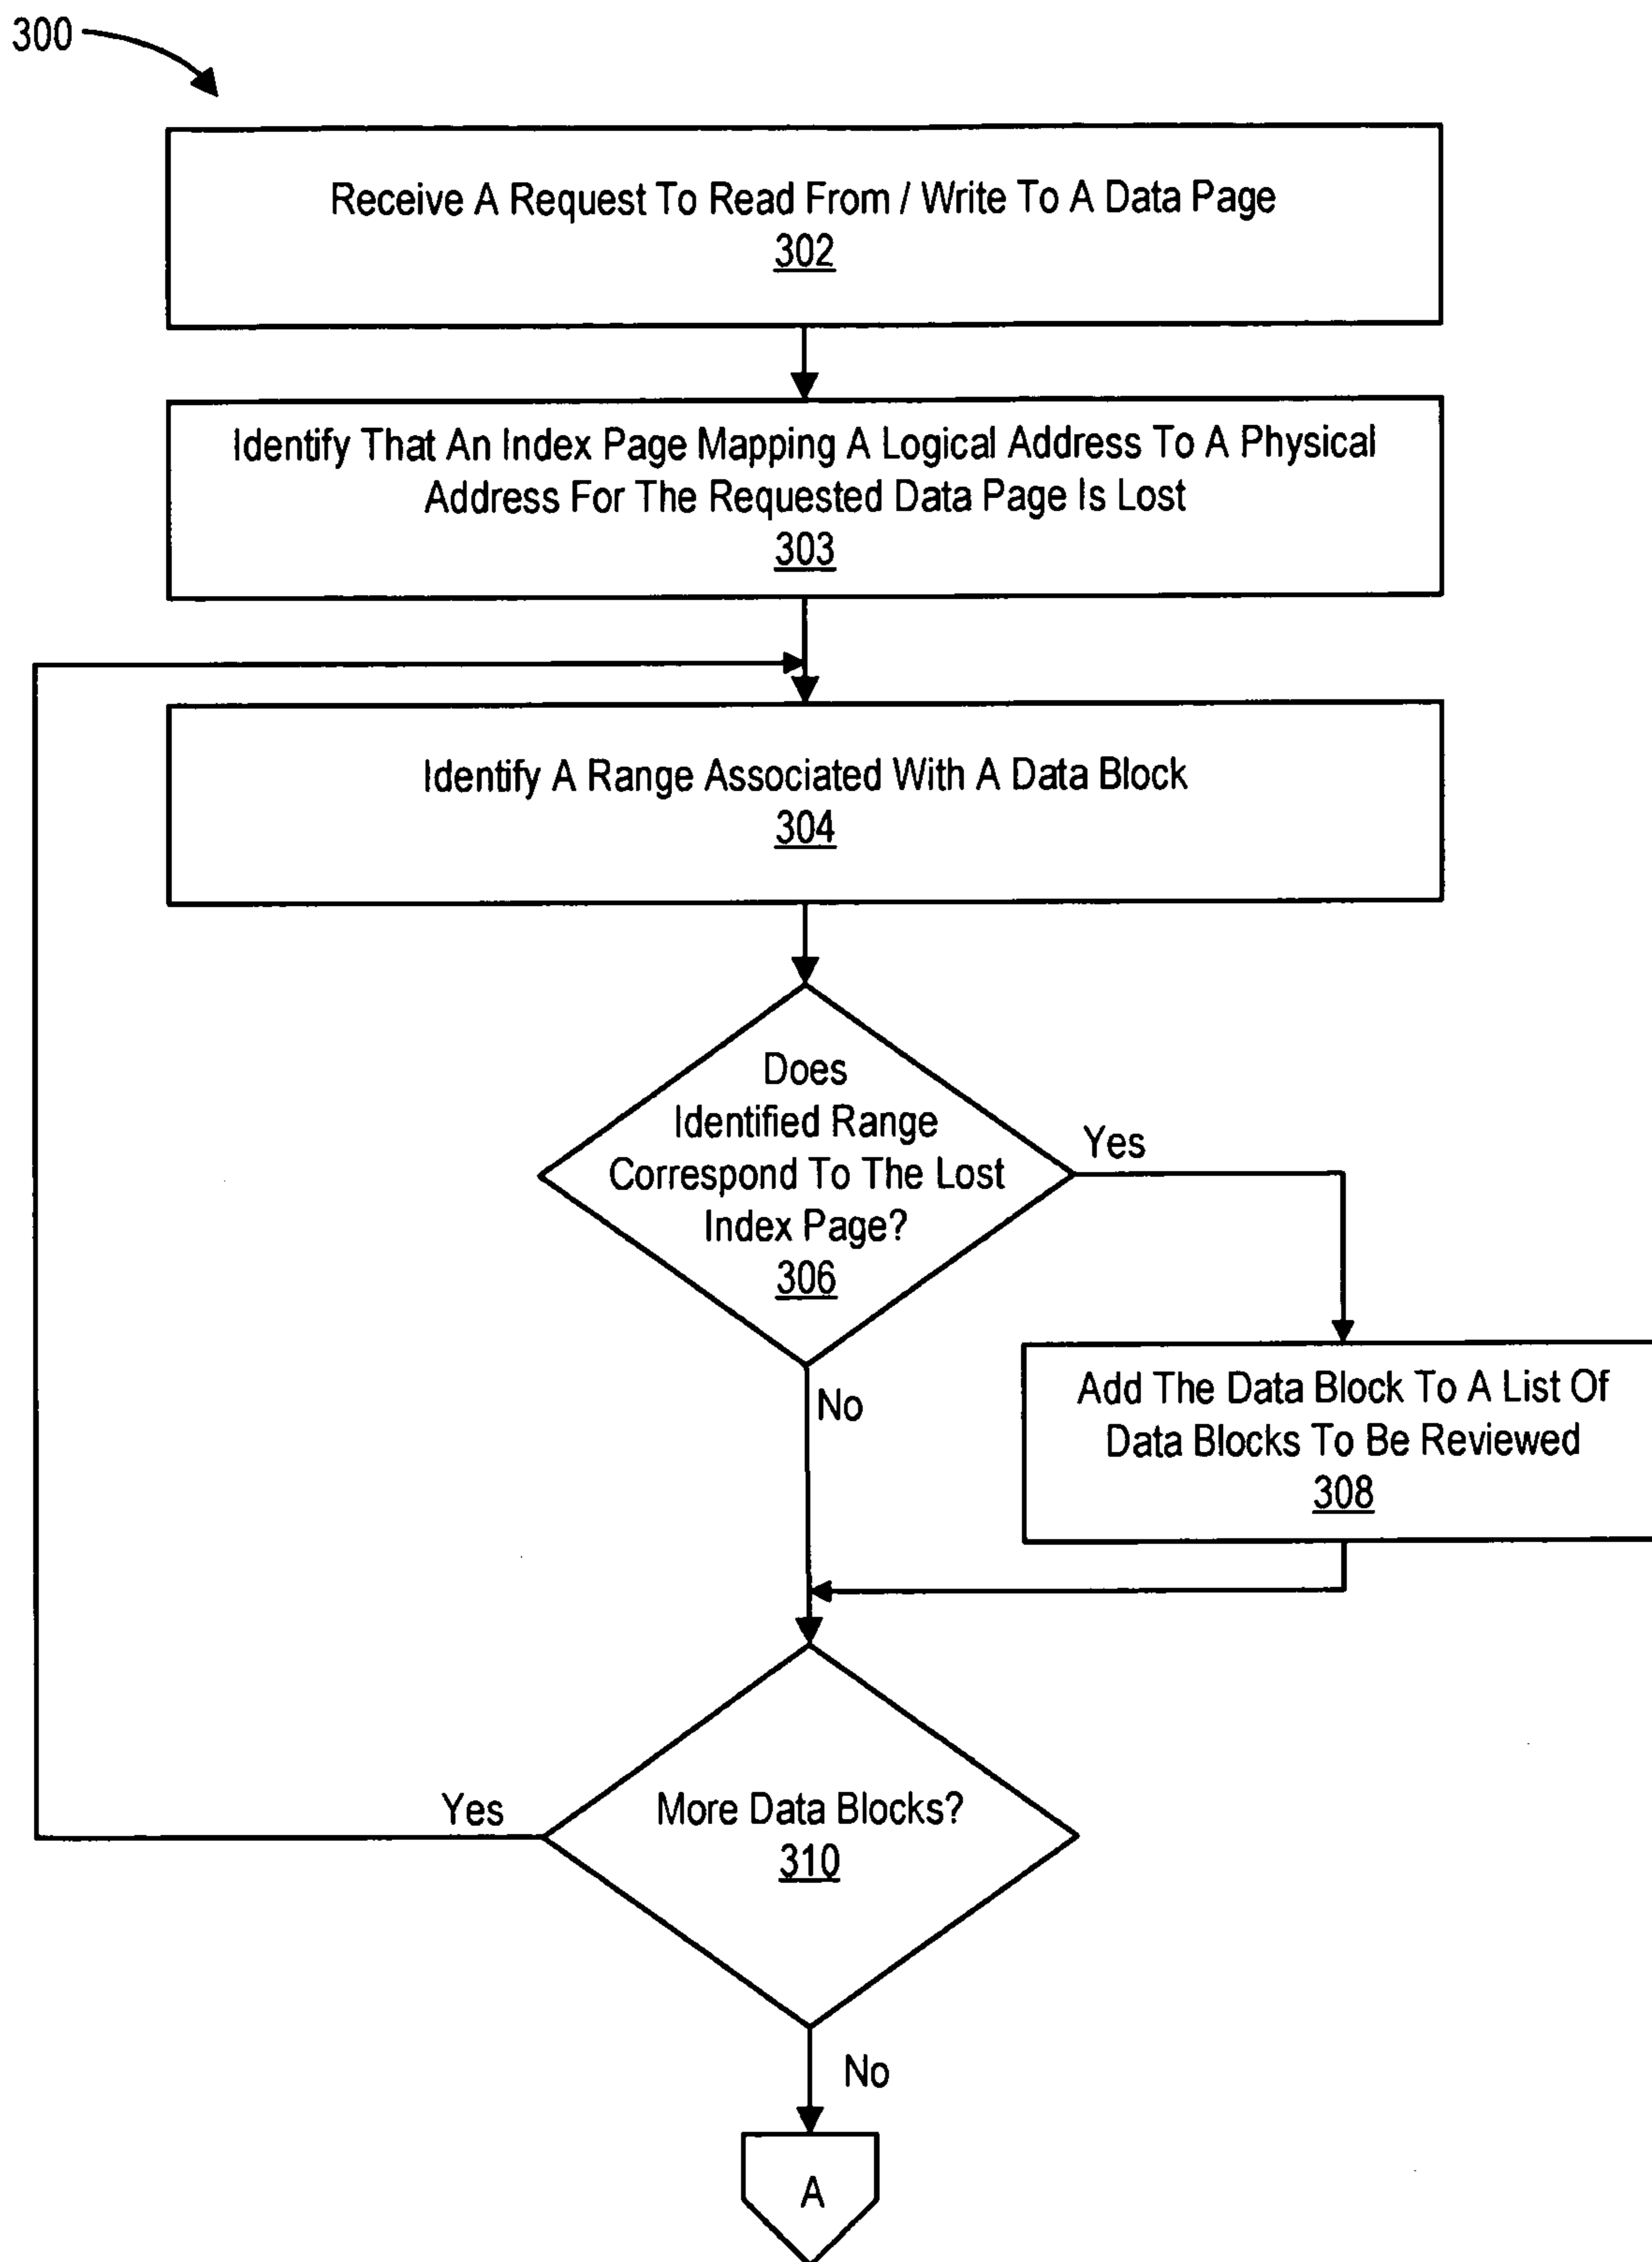 300
Receive A Request To Read From / Write To A Data Page
302
Identify That An Index Page Mapping A Logical Address To A Physical
Address For The Requested Data Page Is Lost
303
Identify A Range Associated With A Data Block
304
Does
Identified Range
Correspond To The Lost
Index Page?
306
Yes
No
Add The Data Block To A List Of
Data Blocks To Be Reviewed
308
More Data Blocks?
310
Yes
No
A